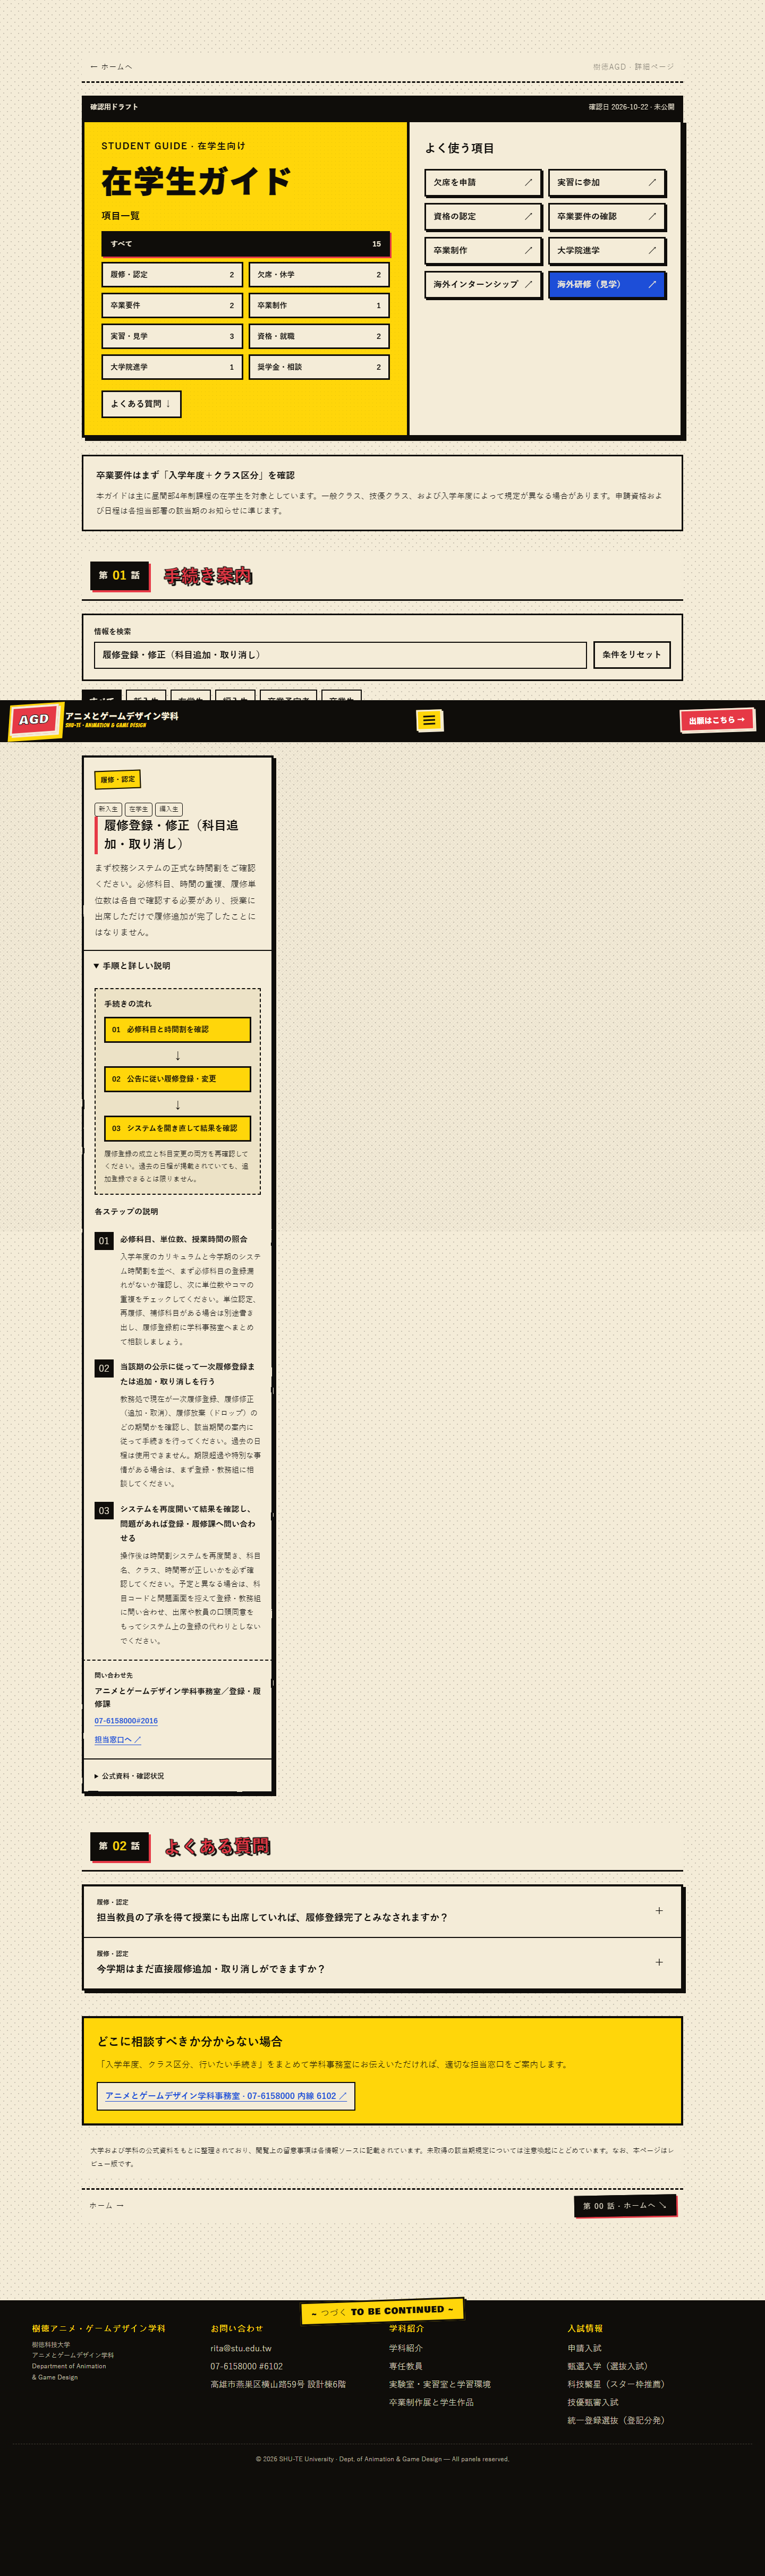 ← ホームへ
樹徳AGD · 詳細ページ
確認用ドラフト
確認日 2026-10-22 · 未公開
STUDENT GUIDE · 在学生向け
在学生ガイド
項目一覧
すべて 15
履修・認定 2
欠席・休学 2
卒業要件 2
卒業制作 1
実習・見学 3
資格・就職 2
大学院進学 1
奨学金・相談 2
よくある質問 ↓
よく使う項目
欠席を申請 ↗
実習に参加 ↗
資格の認定 ↗
卒業要件の確認 ↗
卒業制作 ↗
大学院進学 ↗
海外インターンシップ ↗
海外研修（見学） ↗
卒業要件はまず「入学年度＋クラス区分」を確認
本ガイドは主に昼間部4年制課程の在学生を対象としています。一般クラス、技優クラス、および入学年度によって規定が異なる場合があります。申請資格およ
び日程は各担当部署の該当期のお知らせに準じます。
第 01 話
手続き案内
情報を検索
履修登録・修正（科目追加・取り消し）
条件をリセット
AGD
アニメとゲームデザイン学科
SHU-TE · ANIMATION & GAME DESIGN
出願はこちら →
履修・認定
新入生 在学生 編入生
履修登録・修正（科目追
加・取り消し）
まず校務システムの正式な時間割をご確認
ください。必修科目、時間の重複、履修単
位数は各自で確認する必要があり、授業に
出席しただけで履修追加が完了したことに
はなりません。
▼ 手順と詳しい説明
手続きの流れ
01 必修科目と時間割を確認
↓
02 公告に従い履修登録・変更
↓
03 システムを開き直して結果を確認
履修登録の成立と科目変更の両方を再確認して
ください。過去の日程が掲載されていても、追
加登録できるとは限りません。
各ステップの説明
01
必修科目、単位数、授業時間の照合
入学年度のカリキュラムと今学期のシステ
ム時間割を並べ、まず必修科目の登録漏
れがないか確認し、次に単位数やコマの
重複をチェックしてください。単位認定、
再履修、補修科目がある場合は別途書き
出し、履修登録前に学科事務室へまとめ
て相談しましょう。
02
当該期の公示に従って一次履修登録ま
たは追加・取り消しを行う
教務処で現在が一次履修登録、履修修正
（追加・取消）、履修放棄（ドロップ）の
どの期間かを確認し、該当期間の案内に
従って手続きを行ってください。過去の日
程は使用できません。期限超過や特別な事
情がある場合は、まず登録・教務組に相
談してください。
03
システムを再度開いて結果を確認し、
問題があれば登録・履修課へ問い合わ
せる
操作後は時間割システムを再度開き、科目
名、クラス、時間帯が正しいかを必ず確
認してください。予定と異なる場合は、科
目コードと問題画面を控えて登録・教務組
に問い合わせ、出席や教員の口頭同意を
もってシステム上の登録の代わりとしない
でください。
問い合わせ先
アニメとゲームデザイン学科事務室／登録・履
修課
07-6158000#2016
担当窓口へ ↗
▶ 公式資料・確認状況
第 02 話
よくある質問
履修・認定
担当教員の了承を得て授業にも出席していれば、履修登録完了とみなされますか？
+
履修・認定
今学期はまだ直接履修追加・取り消しができますか？
+
どこに相談すべきか分からない場合
「入学年度、クラス区分、行いたい手続き」をまとめて学科事務室にお伝えいただければ、適切な担当窓口をご案内します。
アニメとゲームデザイン学科事務室 · 07-6158000 内線 6102 ↗
大学および学科の公式資料をもとに整理されており、閲覧上の留意事項は各情報ソースに記載されています。未取得の該当期規定については注意喚起にとどめています。なお、本ページはレ
ビュー版です。
ホーム →
第 00 話 · ホームへ ↘
~ つづく TO BE CONTINUED ~
樹徳アニメ・ゲームデザイン学科
樹徳科技大学
アニメとゲームデザイン学科
Department of Animation
& Game Design
お問い合わせ
rita@stu.edu.tw
07-6158000 #6102
高雄市燕巣区横山路59号 設計棟6階
学科紹介
学科紹介
専任教員
実験室・実習室と学習環境
卒業制作展と学生作品
入試情報
申請入試
甄選入学（選抜入試）
科技繁星（スター枠推薦）
技優甄審入試
統一登録選抜（登記分発）
© 2026 SHU-TE University · Dept. of Animation & Game Design — All panels reserved.